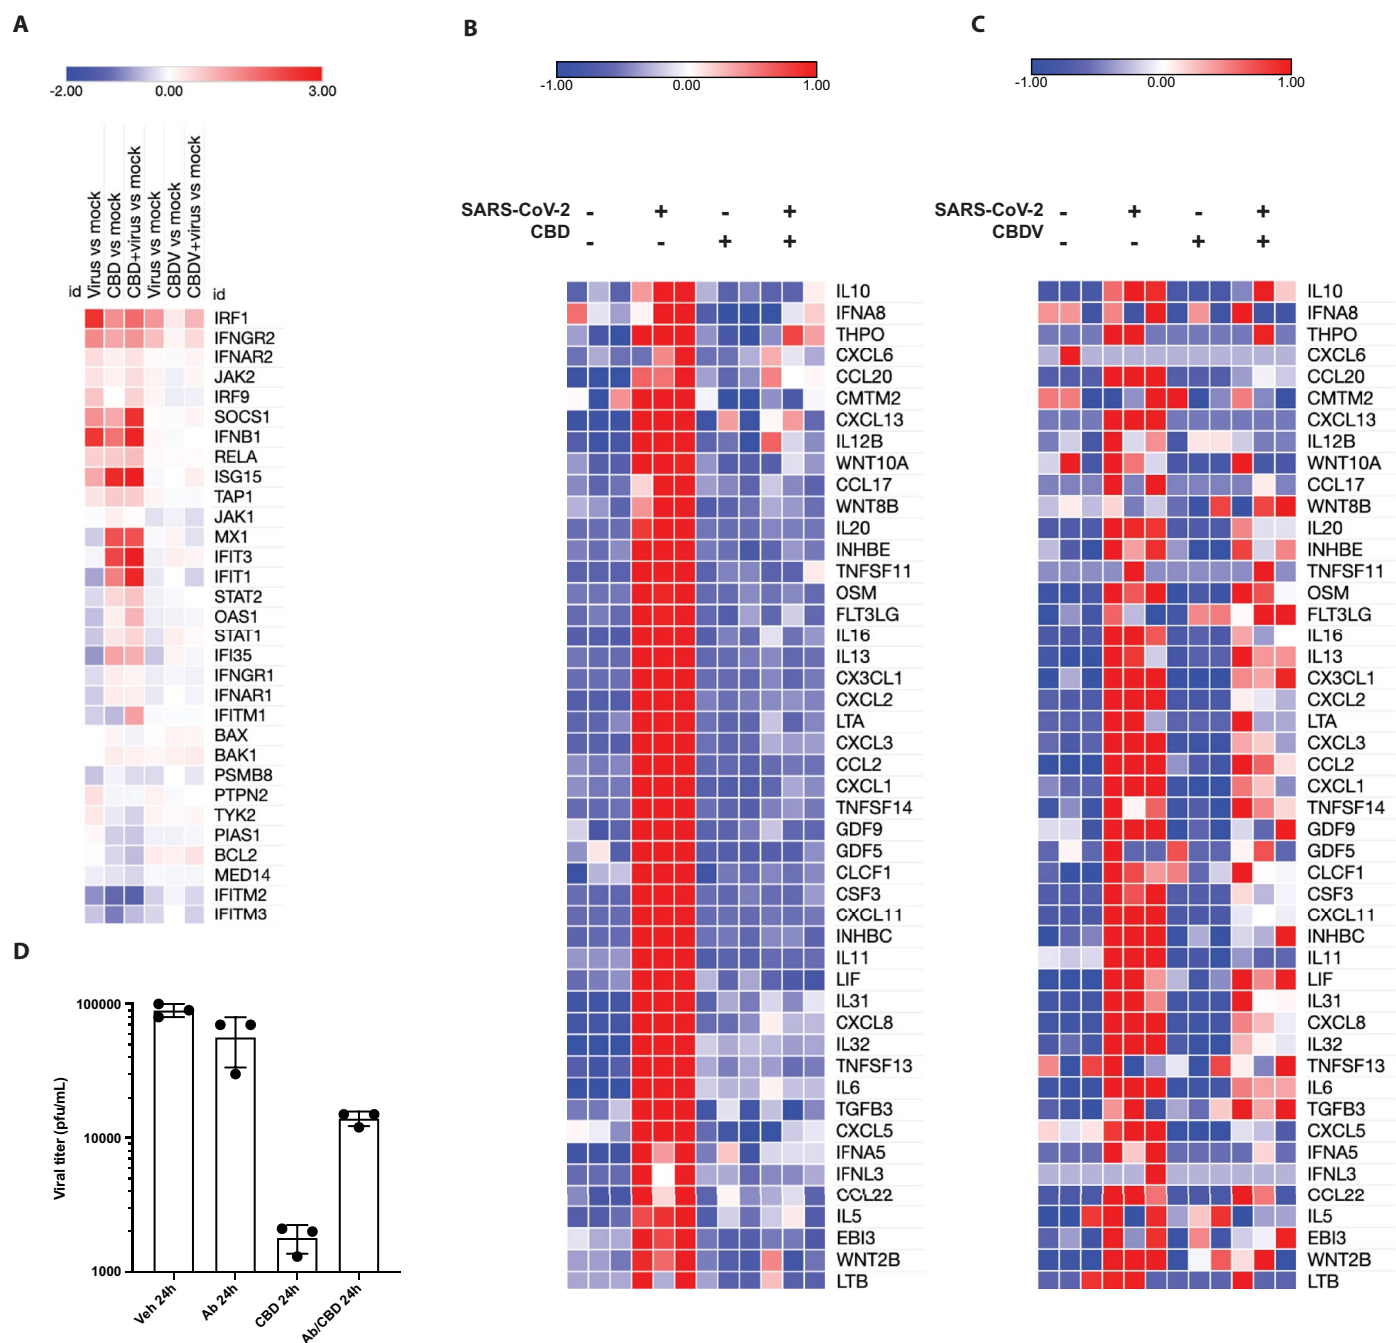 A
-2.00 0.00 3.00
id Virus vs mock CBD vs mock CBD+virus vs mock Virus vs mock CBDV vs mock CBDV+virus vs mock id
IRF1
IFNGR2
IFNAR2
JAK2
IRF9
SOCS1
IFNB1
RELA
ISG15
TAP1
JAK1
MX1
IFIT3
IFIT1
STAT2
OAS1
STAT1
IFI35
IFNGR1
IFNAR1
IFITM1
BAX
BAK1
PSMB8
PTPN2
TYK2
PIAS1
BCL2
MED14
IFITM2
IFITM3
B
-1.00 0.00 1.00
SARS-CoV-2 - + - +
CBD - - + +
IL10
IFNA8
THPO
CXCL6
CCL20
CMTM2
CXCL13
IL12B
WNT10A
CCL17
WNT8B
IL20
INHBE
TNFSF11
OSM
FLT3LG
IL16
IL13
CX3CL1
CXCL2
LTA
CXCL3
CCL2
CXCL1
TNFSF14
GDF9
GDF5
CLCF1
CSF3
CXCL11
INHBC
IL11
LIF
IL31
CXCL8
IL32
TNFSF13
IL6
TGFB3
CXCL5
IFNA5
IFNL3
CCL22
IL5
EBI3
WNT2B
LTB
C
-1.00 0.00 1.00
SARS-CoV-2 - + - +
CBDV - - + +
IL10
IFNA8
THPO
CXCL6
CCL20
CMTM2
CXCL13
IL12B
WNT10A
CCL17
WNT8B
IL20
INHBE
TNFSF11
OSM
FLT3LG
IL16
IL13
CX3CL1
CXCL2
LTA
CXCL3
CCL2
CXCL1
TNFSF14
GDF9
GDF5
CLCF1
CSF3
CXCL11
INHBC
IL11
LIF
IL31
CXCL8
IL32
TNFSF13
IL6
TGFB3
CXCL5
IFNA5
IFNL3
CCL22
IL5
EBI3
WNT2B
LTB
D
Viral titer (pfu/mL)
100000
10000
1000
Veh 24h Ab 24h CBD 24h Ab/CBD 24h